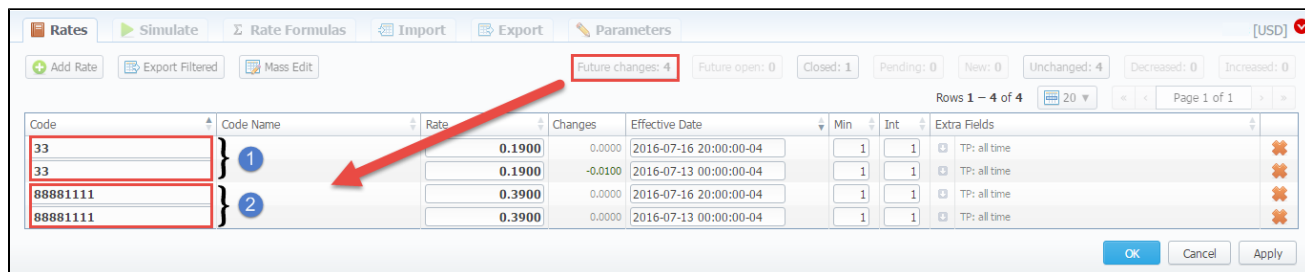 Rates Simulate Σ Rate Formulas Import Export Parameters [USD]
Add Rate Export Filtered Mass Edit Future changes: 4 Future open: 0 Closed: 1 Pending: 0 New: 0 Unchanged: 4 Decreased: 0 Increased: 0
Rows 1 – 4 of 4 20 ▼ « ‹ Page 1 of 1 › »
Code Code Name Rate Changes Effective Date Min Int Extra Fields
33 0.1900 0.0000 2016-07-16 20:00:00-04 1 1 TP: all time
33 0.1900 -0.0100 2016-07-13 00:00:00-04 1 1 TP: all time
1
88881111 0.3900 0.0000 2016-07-16 20:00:00-04 1 1 TP: all time
88881111 0.3900 0.0000 2016-07-13 00:00:00-04 1 1 TP: all time
2
OK Cancel Apply